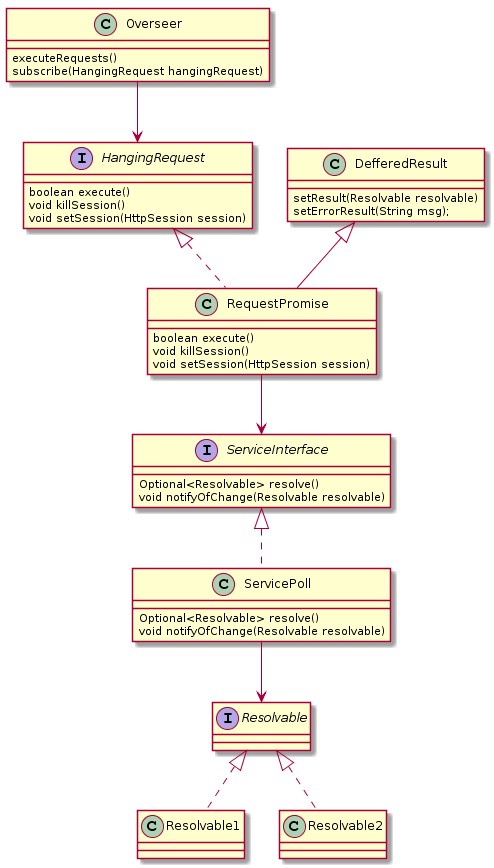 C Overseer
executeRequests()
subscribe(HangingRequest hangingRequest)
I HangingRequest
boolean execute()
void killSession()
void setSession(HttpSession session)
C DefferedResult
setResult(Resolvable resolvable)
setErrorResult(String msg);
C RequestPromise
boolean execute()
void killSession()
void setSession(HttpSession session)
I ServiceInterface
Optional<Resolvable> resolve()
void notifyOfChange(Resolvable resolvable)
C ServicePoll
Optional<Resolvable> resolve()
void notifyOfChange(Resolvable resolvable)
I Resolvable
C Resolvable1
C Resolvable2